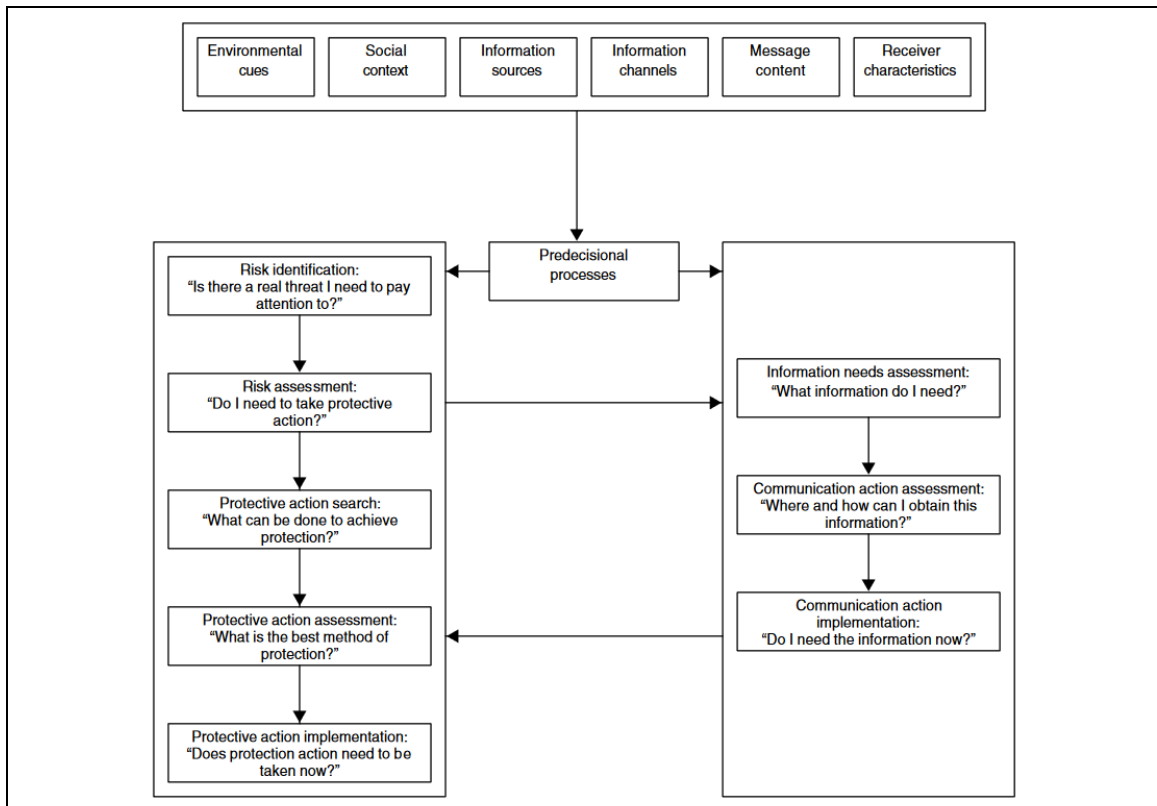 Environmental
cues
Social
context
Information
sources
Information
channels
Message
content
Receiver
characteristics
Predecisional
processes
Risk identification:
“Is there a real threat I need to pay
attention to?”
Risk assessment:
“Do I need to take protective
action?”
Protective action search:
“What can be done to achieve
protection?”
Protective action assessment:
“What is the best method of
protection?”
Protective action implementation:
“Does protection action need to be
taken now?”
Information needs assessment:
“What information do I need?”
Communication action assessment:
“Where and how can I obtain this
information?”
Communication action
implementation:
“Do I need the information now?”